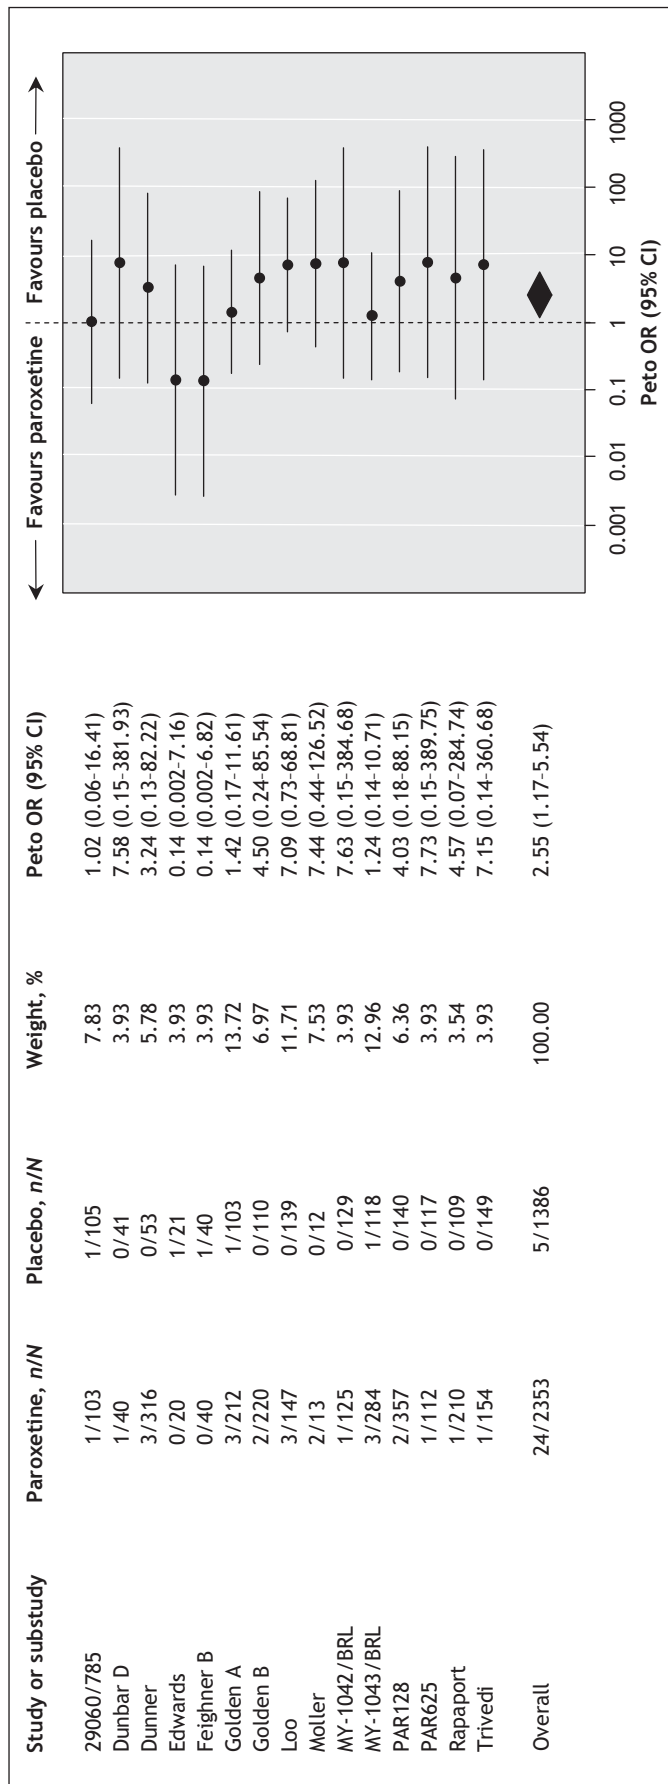 Study or substudy Paroxetine, n/N Placebo, n/N Weight, % Peto OR (95% CI) ← Favours paroxetine Favours placebo →
29060/785 1/103 1/105 7.83 1.02 (0.06-16.41)
Dunbar D 1/40 0/41 3.93 7.58 (0.15-381.93)
Dunner 3/316 0/53 5.78 3.24 (0.13-82.22)
Edwards 0/20 1/21 3.93 0.14 (0.002-7.16)
Feighner B 0/40 1/40 3.93 0.14 (0.002-6.82)
Golden A 3/212 1/103 13.72 1.42 (0.17-11.61)
Golden B 2/220 0/110 6.97 4.50 (0.24-85.54)
Loo 3/147 0/139 11.71 7.09 (0.73-68.81)
Moller 2/13 0/12 7.53 7.44 (0.44-126.52)
MY-1042/BRL 1/125 0/129 3.93 7.63 (0.15-384.68)
MY-1043/BRL 3/284 1/118 12.96 1.24 (0.14-10.71)
PAR128 2/357 0/140 6.36 4.03 (0.18-88.15)
PAR625 1/112 0/117 3.93 7.73 (0.15-389.75)
Rapaport 1/210 0/109 3.54 4.57 (0.07-284.74)
Trivedi 1/154 0/149 3.93 7.15 (0.14-360.68)
Overall 24/2353 5/1386 100.00 2.55 (1.17-5.54)
0.001 0.01 0.1 1 10 100 1000
Peto OR (95% CI)